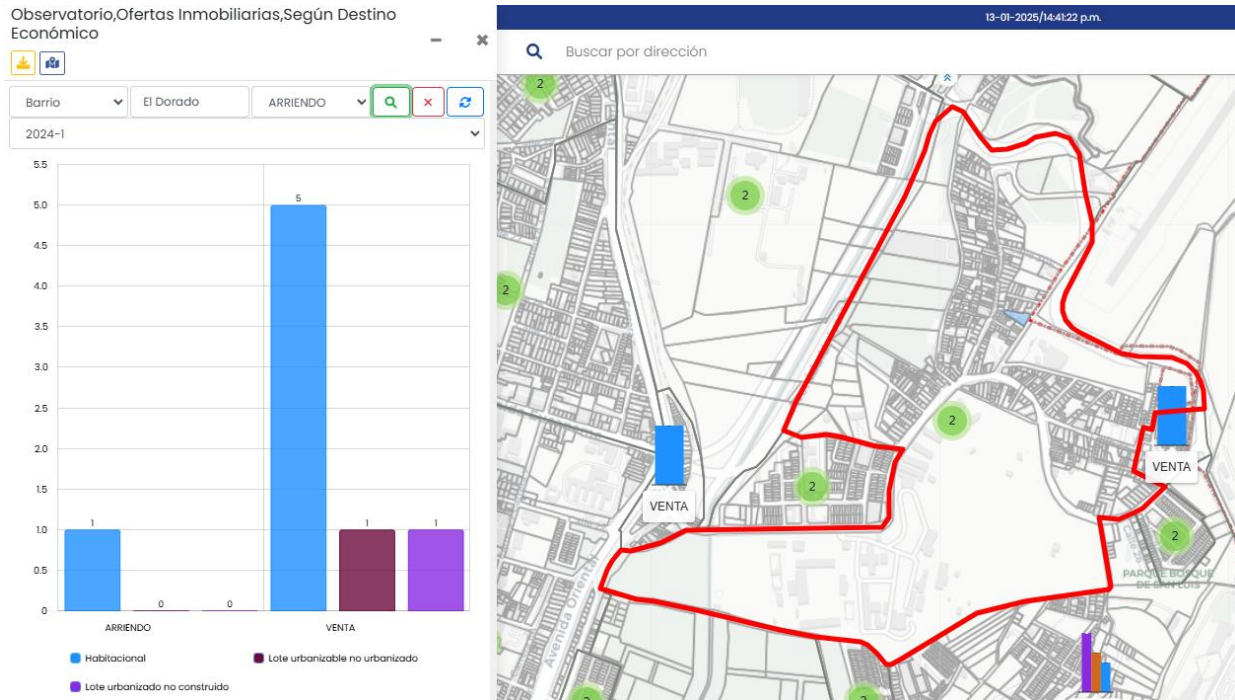 Observatorio,Ofertas Inmobiliarias,Según Destino
Económico
13-01-2025/14:41:22 p.m.
Buscar por dirección
Barrio
El Dorado
ARRIENDO
2024-1
5.5
5.0
4.5
4.0
3.5
3.0
2.5
2.0
1.5
1.0
0.5
0
1
0
0
5
1
1
ARRIENDO
VENTA
Habitacional
Lote urbanizable no urbanizado
Lote urbanizado no construido
2
2
2
2
2
VENTA
VENTA
2
Calle 26
PARQUE BOSQUE
DE SAN LUIS
Avenida Oriental
2
2